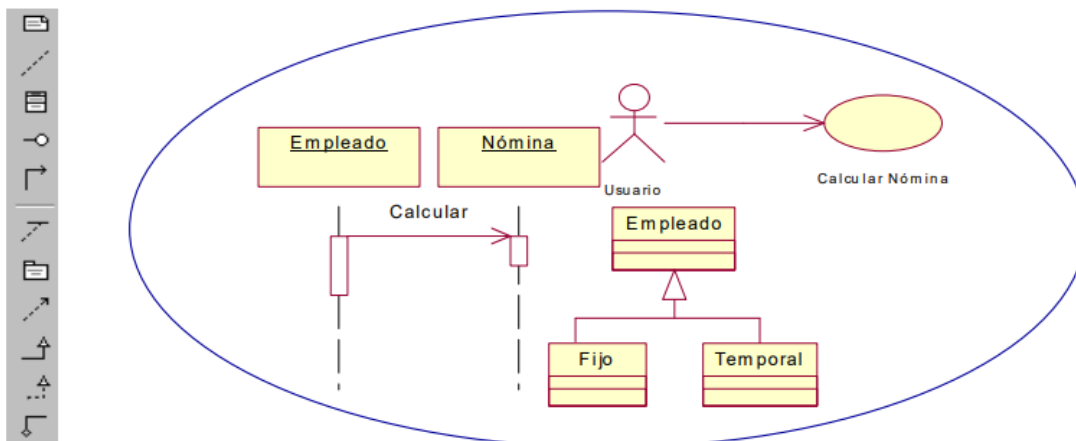 Empleado
Nómina
Usuario
Calcular Nómina
Calcular
Empleado
Fijo
Temporal